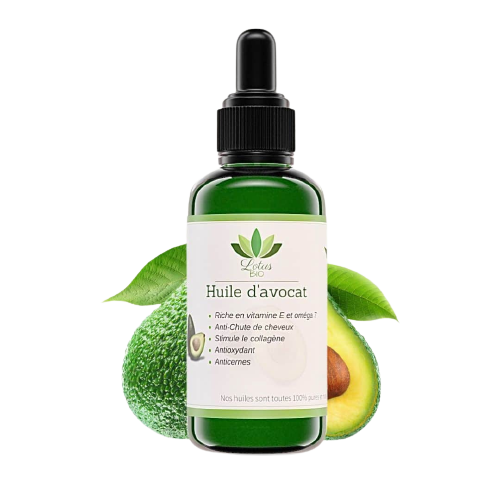 Lotus
BIO
Huile d'avocat
Riche en vitamine E et oméga 7
Anti-Chute de cheveux
Stimule le collagène
Antioxydant
Anticernes
Nos huiles sont toutes 100% pures